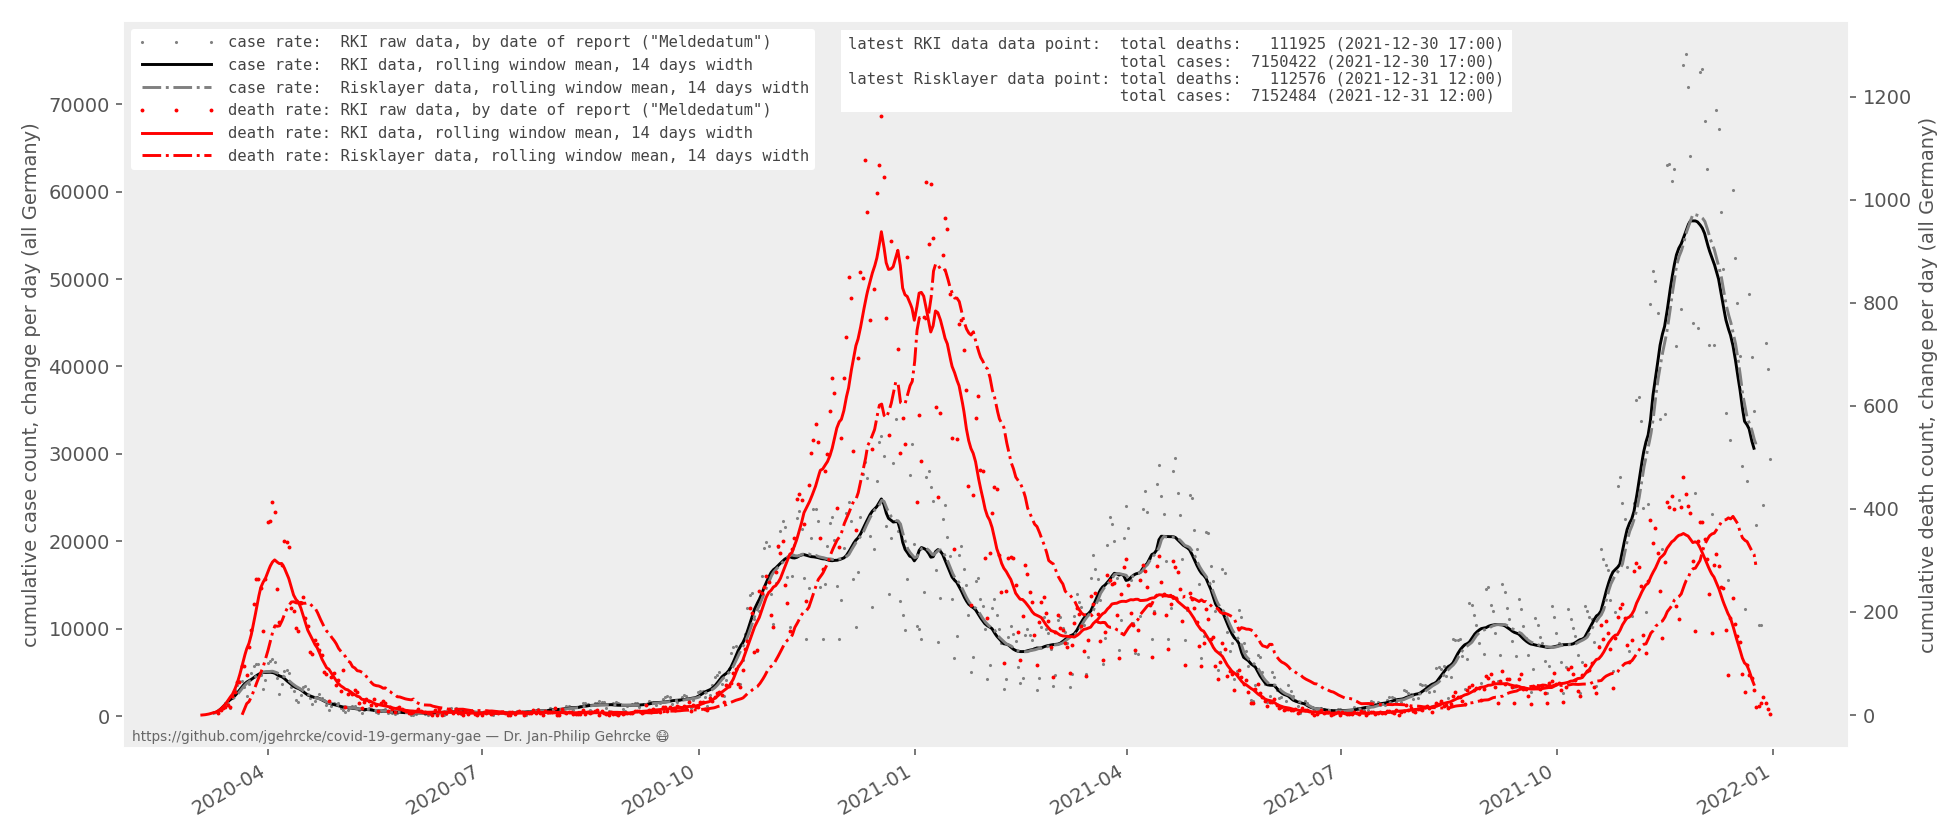 case rate:  RKI raw data, by date of report ("Meldedatum")
case rate:  RKI data, rolling window mean, 14 days width
case rate:  Risklayer data, rolling window mean, 14 days width
death rate: RKI raw data, by date of report ("Meldedatum")
death rate: RKI data, rolling window mean, 14 days width
death rate: Risklayer data, rolling window mean, 14 days width
latest RKI data data point:  total deaths:   111925 (2021-12-30 17:00)
total cases:  7150422 (2021-12-30 17:00)
latest Risklayer data point: total deaths:   112576 (2021-12-31 12:00)
total cases:  7152484 (2021-12-31 12:00)
cumulative case count, change per day (all Germany)
70000
60000
50000
40000
30000
20000
10000
0
1200
1000
800
600
400
200
0
cumulative death count, change per day (all Germany)
https://github.com/jgehrcke/covid-19-germany-gae — Dr. Jan-Philip Gehrcke 😷
2020-04
2020-07
2020-10
2021-01
2021-04
2021-07
2021-10
2022-01